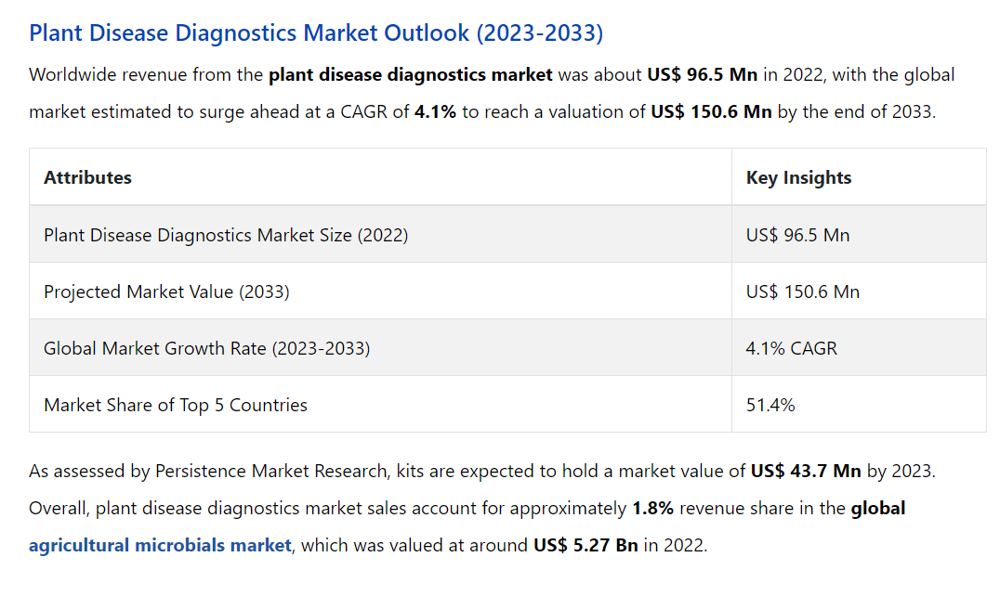 Plant Disease Diagnostics Market Outlook (2023-2033)
Worldwide revenue from the plant disease diagnostics market was about US$ 96.5 Mn in 2022, with the global
market estimated to surge ahead at a CAGR of 4.1% to reach a valuation of US$ 150.6 Mn by the end of 2033.
Attributes Key Insights
Plant Disease Diagnostics Market Size (2022) US$ 96.5 Mn
Projected Market Value (2033) US$ 150.6 Mn
Global Market Growth Rate (2023-2033) 4.1% CAGR
Market Share of Top 5 Countries 51.4%
As assessed by Persistence Market Research, kits are expected to hold a market value of US$ 43.7 Mn by 2023.
Overall, plant disease diagnostics market sales account for approximately 1.8% revenue share in the global
agricultural microbials market, which was valued at around US$ 5.27 Bn in 2022.